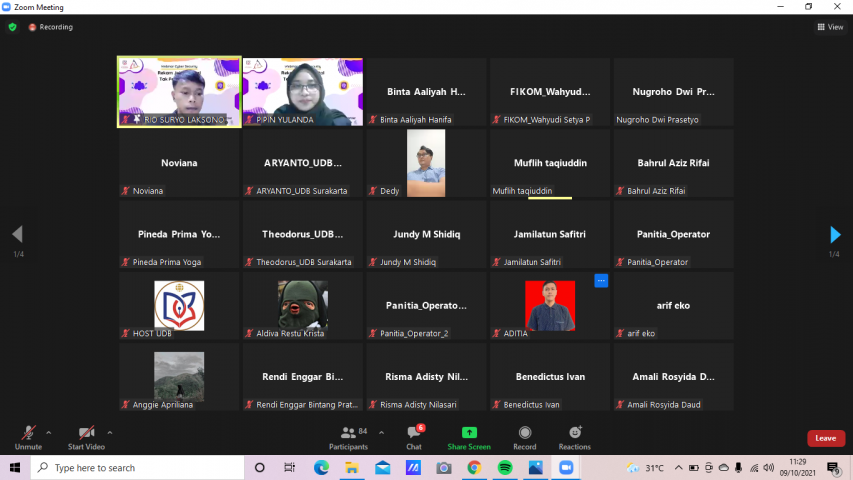 Zoom Meeting
Recording
View
RIO SURYO LAKSONO
PIPIN YULANDA
Binta Aaliyah H...
Binta Aaliyah Hanifa
FIKOM_Wahyudi...
FIKOM_Wahyudi Setya P
Nugroho Dwi Pr...
Nugroho Dwi Prasetyo
Noviana
Noviana
ARYANTO_UDB...
ARYANTO_UDB Surakarta
Dedy
Muflih taqiuddin
Muflih taqiuddin
Bahrul Aziz Rifai
Bahrul Aziz Rifai
Pineda Prima Yo...
Pineda Prima Yoga
Theodorus_UDB...
Theodorus_UDB Surakarta
Jundy M Shidiq
Jundy M Shidiq
Jamilatun Safitri
Jamilatun Safitri
Panitia_Operator
Panitia_Operator
1/4
1/4
HOST UDB
Aldiva Restu Krista
Panitia_Operato...
Panitia_Operator_2
ADITIA
arif eko
arif eko
Anggie Apriliana
Rendi Enggar Bi...
Rendi Enggar Bintang Prat...
Risma Adisty Nil...
Risma Adisty Nilasari
Benedictus Ivan
Benedictus Ivan
Amali Rosyida D...
Amali Rosyida Daud
Unmute
Start Video
84
Participants
6
Chat
Share Screen
Record
Reactions
Leave
Type here to search
31°C
11:29
09/10/2021
9